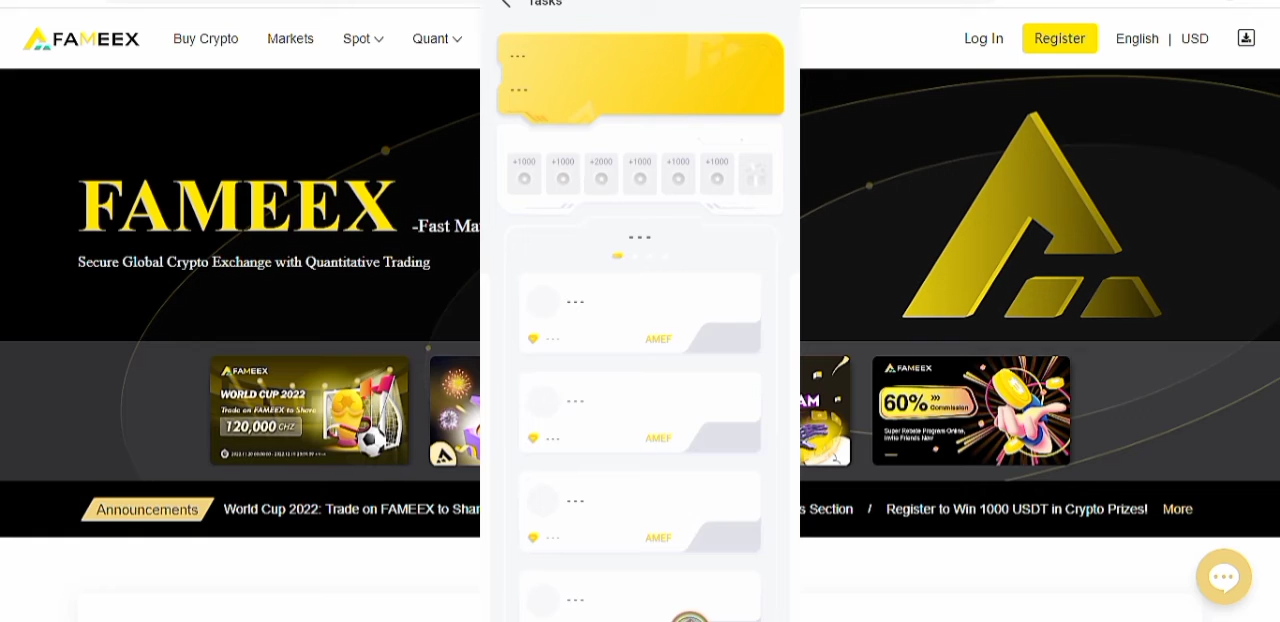 FAMEEX
Buy Crypto
Markets
Spot
Quant
Log In
Register
English | USD
Tasks
---
---
+1000
+1000
+2000
+1000
+1000
+1000
FAMEEX
-Fast Ma
Secure Global Crypto Exchange with Quantitative Trading
---
---
---
AMEF
---
---
AMEF
---
---
AMEF
---
FAMEEX
WORLD CUP 2022
Trade on FAMEEX to Share
120,000 CHZ
AM
FAMEEX
60%
Commission
Super Rebate Program Online,
Invite Friends Now
Announcements
World Cup 2022: Trade on FAMEEX to Shar
s Section / Register to Win 1000 USDT in Crypto Prizes! More